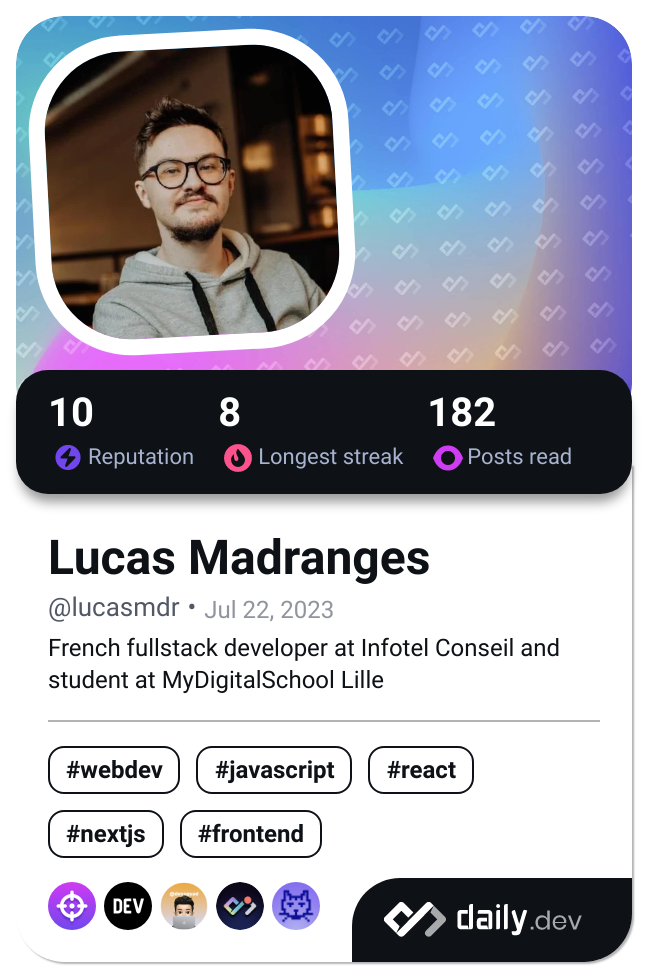 10 8 182
Reputation Longest streak Posts read
Lucas Madranges
@lucasmdr • Jul 22, 2023
French fullstack developer at Infotel Conseil and
student at MyDigitalSchool Lille
#webdev #javascript #react
#nextjs #frontend
DEV
daily.dev